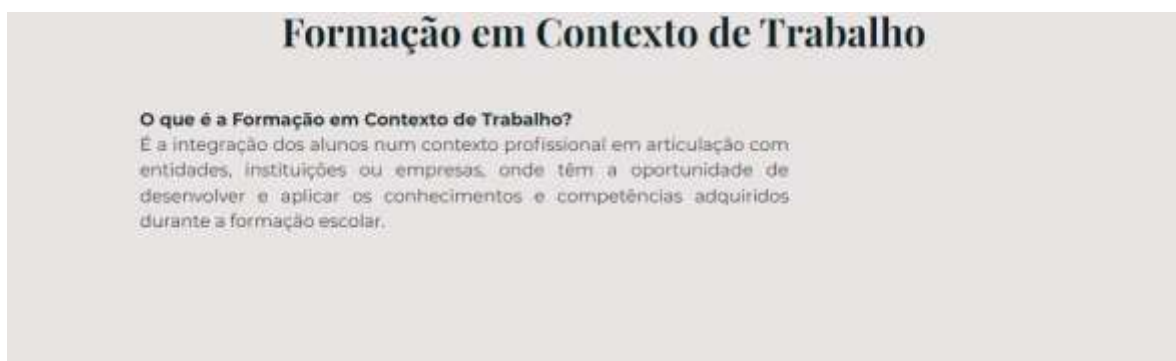 Formação em Contexto de Trabalho
O que é a Formação em Contexto de Trabalho?
É a integração dos alunos num contexto profissional em articulação com
entidades, instituições ou empresas, onde têm a oportunidade de
desenvolver e aplicar os conhecimentos e competências adquiridos
durante a formação escolar.